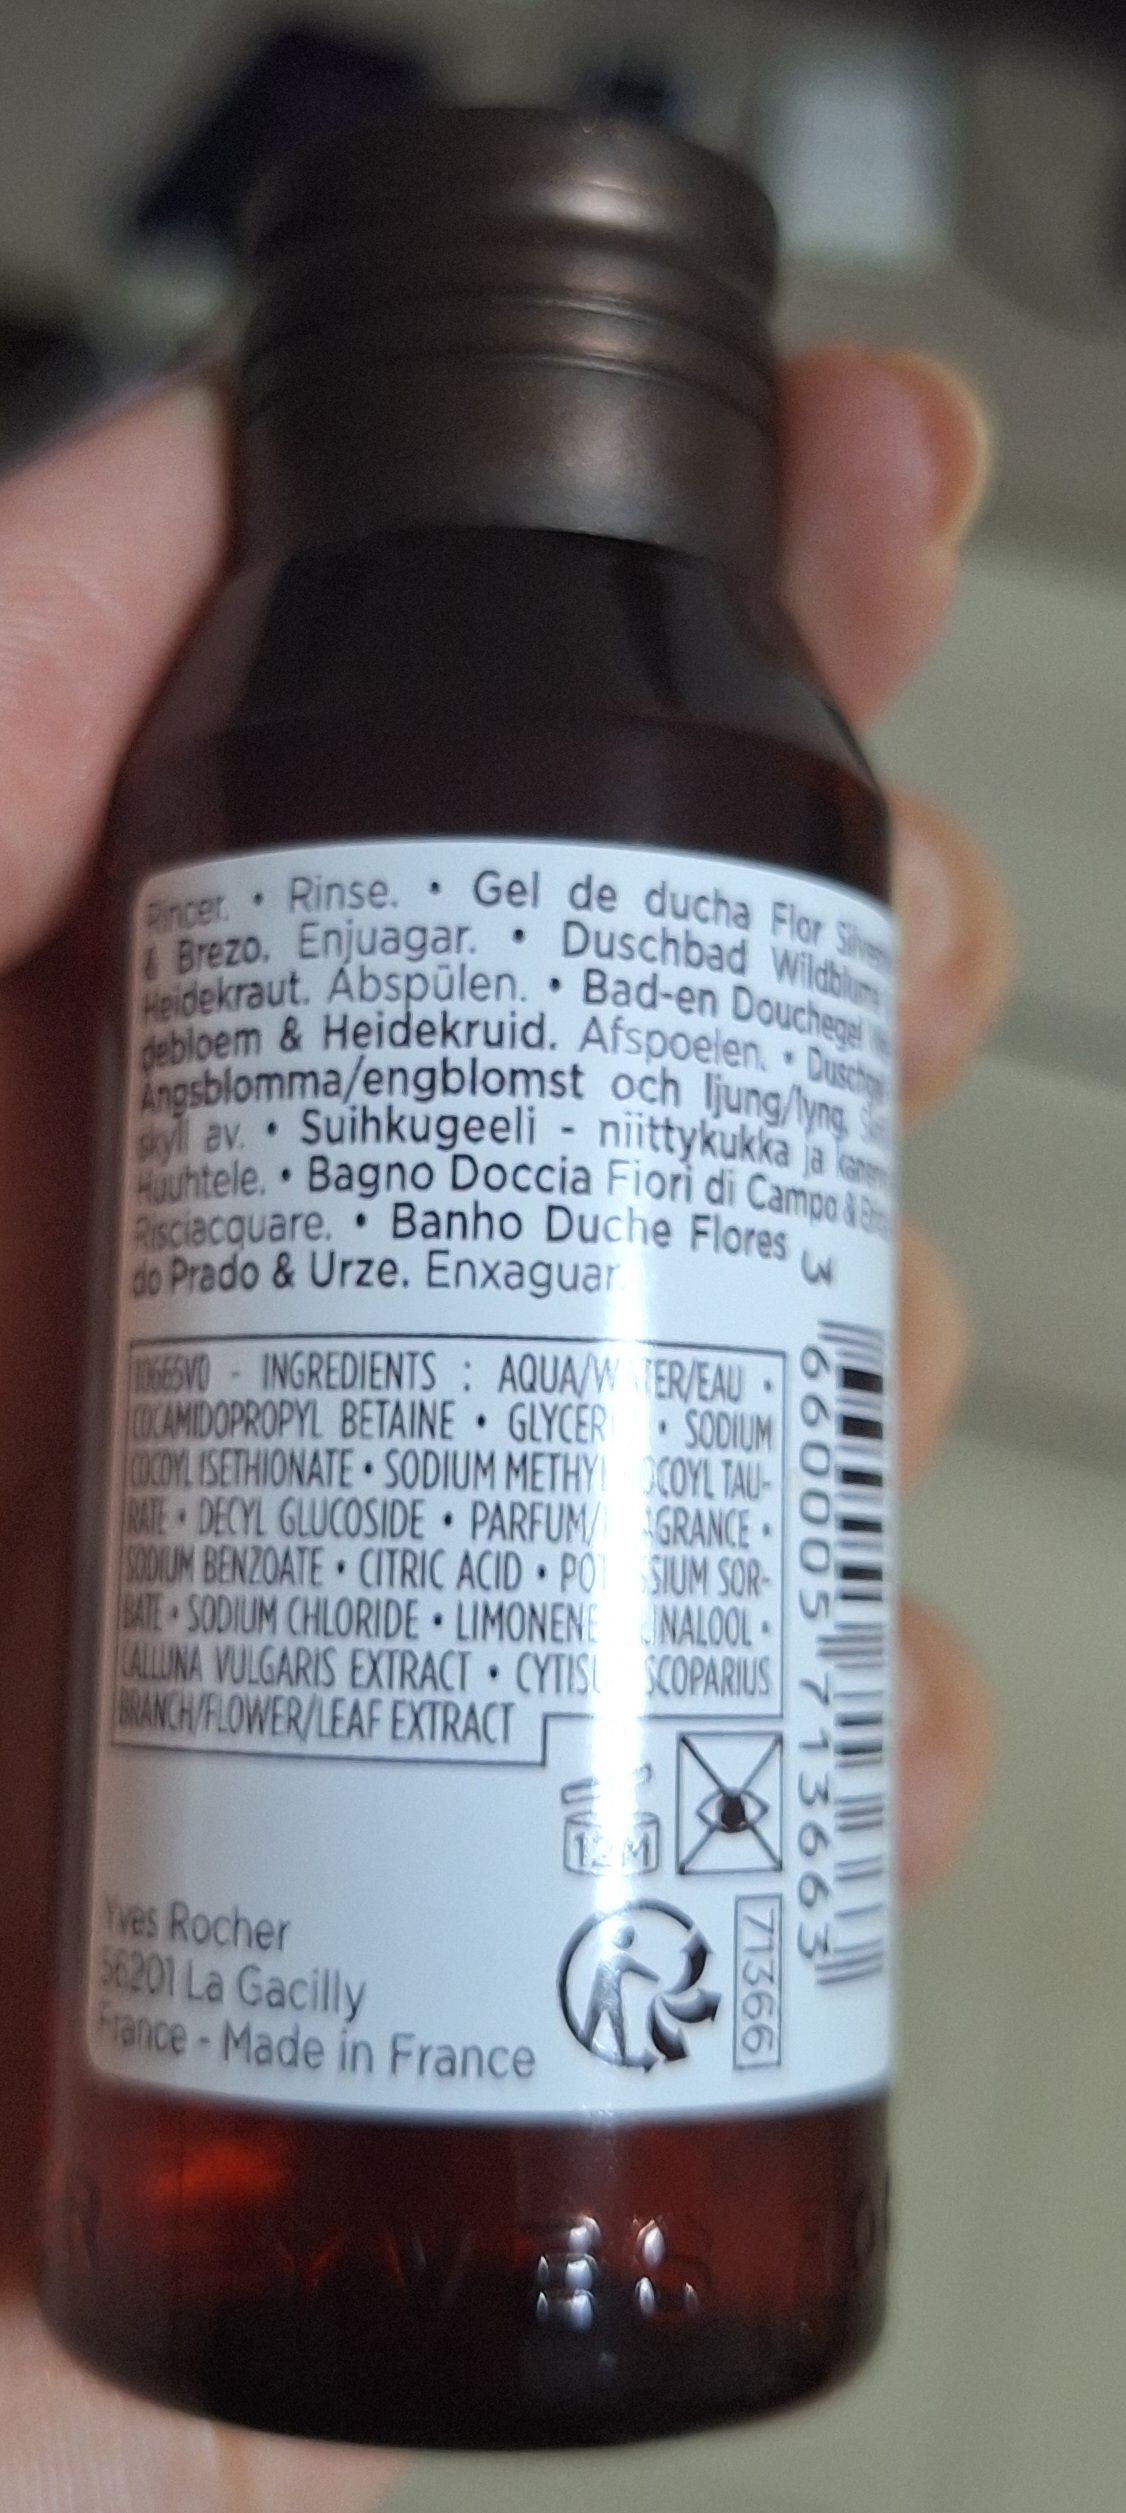 Rincer. • Rinse. • Gel de ducha Flor Silvestre
& Brezo. Enjuagar. • Duschbad Wildblume
Heidekraut. Abspülen. • Bad-en Douchegel
debloem & Heidekruid. Afspoelen. •
Ängsblomma/engblomst och ljung/lyng.
skyll av. • Suihkugeeli - niittykukka ja
Huuhtele. • Bagno Doccia Fiori di Campo &
Risciacquare. • Banho Duche Flores
do Prado & Urze. Enxaguar.
10665V0 - INGREDIENTS : AQUA/WATER/EAU •
COCAMIDOPROPYL BETAINE • GLYCERIN • SODIUM
COCOYL ISETHIONATE • SODIUM METHYL COCOYL TAU-
RATE • DECYL GLUCOSIDE • PARFUM/FRAGRANCE •
SODIUM BENZOATE • CITRIC ACID • POTASSIUM SOR-
BATE • SODIUM CHLORIDE • LIMONENE • LINALOOL •
CALLUNA VULGARIS EXTRACT • CYTISUS SCOPARIUS
BRANCH/FLOWER/LEAF EXTRACT
12M
Yves Rocher
56201 La Gacilly
France - Made in France
71366
3 660005 713663